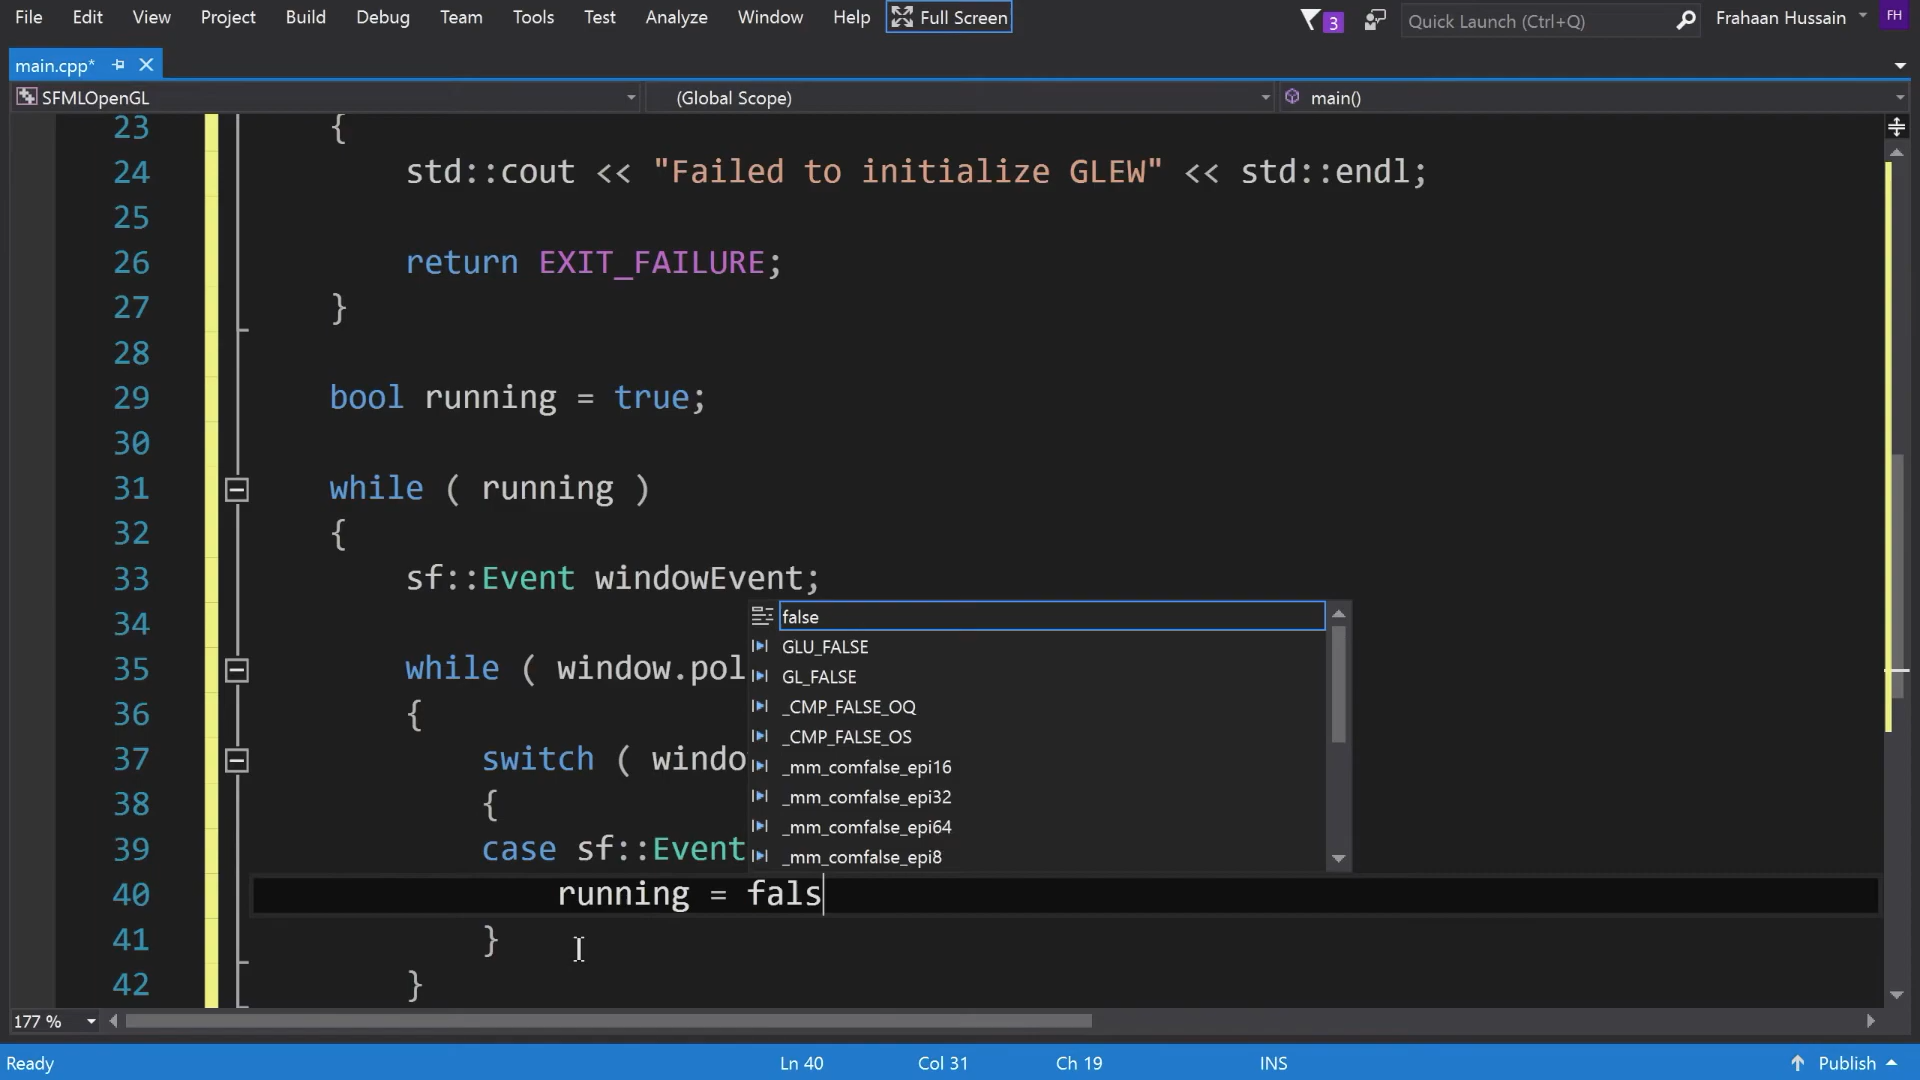 File Edit View Project Build Debug Team Tools Test Analyze Window Help Full Screen 3 Quick Launch (Ctrl+Q) Frahaan Hussain FH
main.cpp*
SFMLOpenGL (Global Scope) main()
23 {
24 std::cout << "Failed to initialize GLEW" << std::endl;
25
26 return EXIT_FAILURE;
27 }
28
29 bool running = true;
30
31 while ( running )
32 {
33 sf::Event windowEvent;
34
35 while ( window.pol
36 {
37 switch ( windo
38 {
39 case sf::Event
40 running = fals
41 }
42 }
false
GLU_FALSE
GL_FALSE
_CMP_FALSE_OQ
_CMP_FALSE_OS
_mm_comfalse_epi16
_mm_comfalse_epi32
_mm_comfalse_epi64
_mm_comfalse_epi8
177 %
Ready Ln 40 Col 31 Ch 19 INS Publish